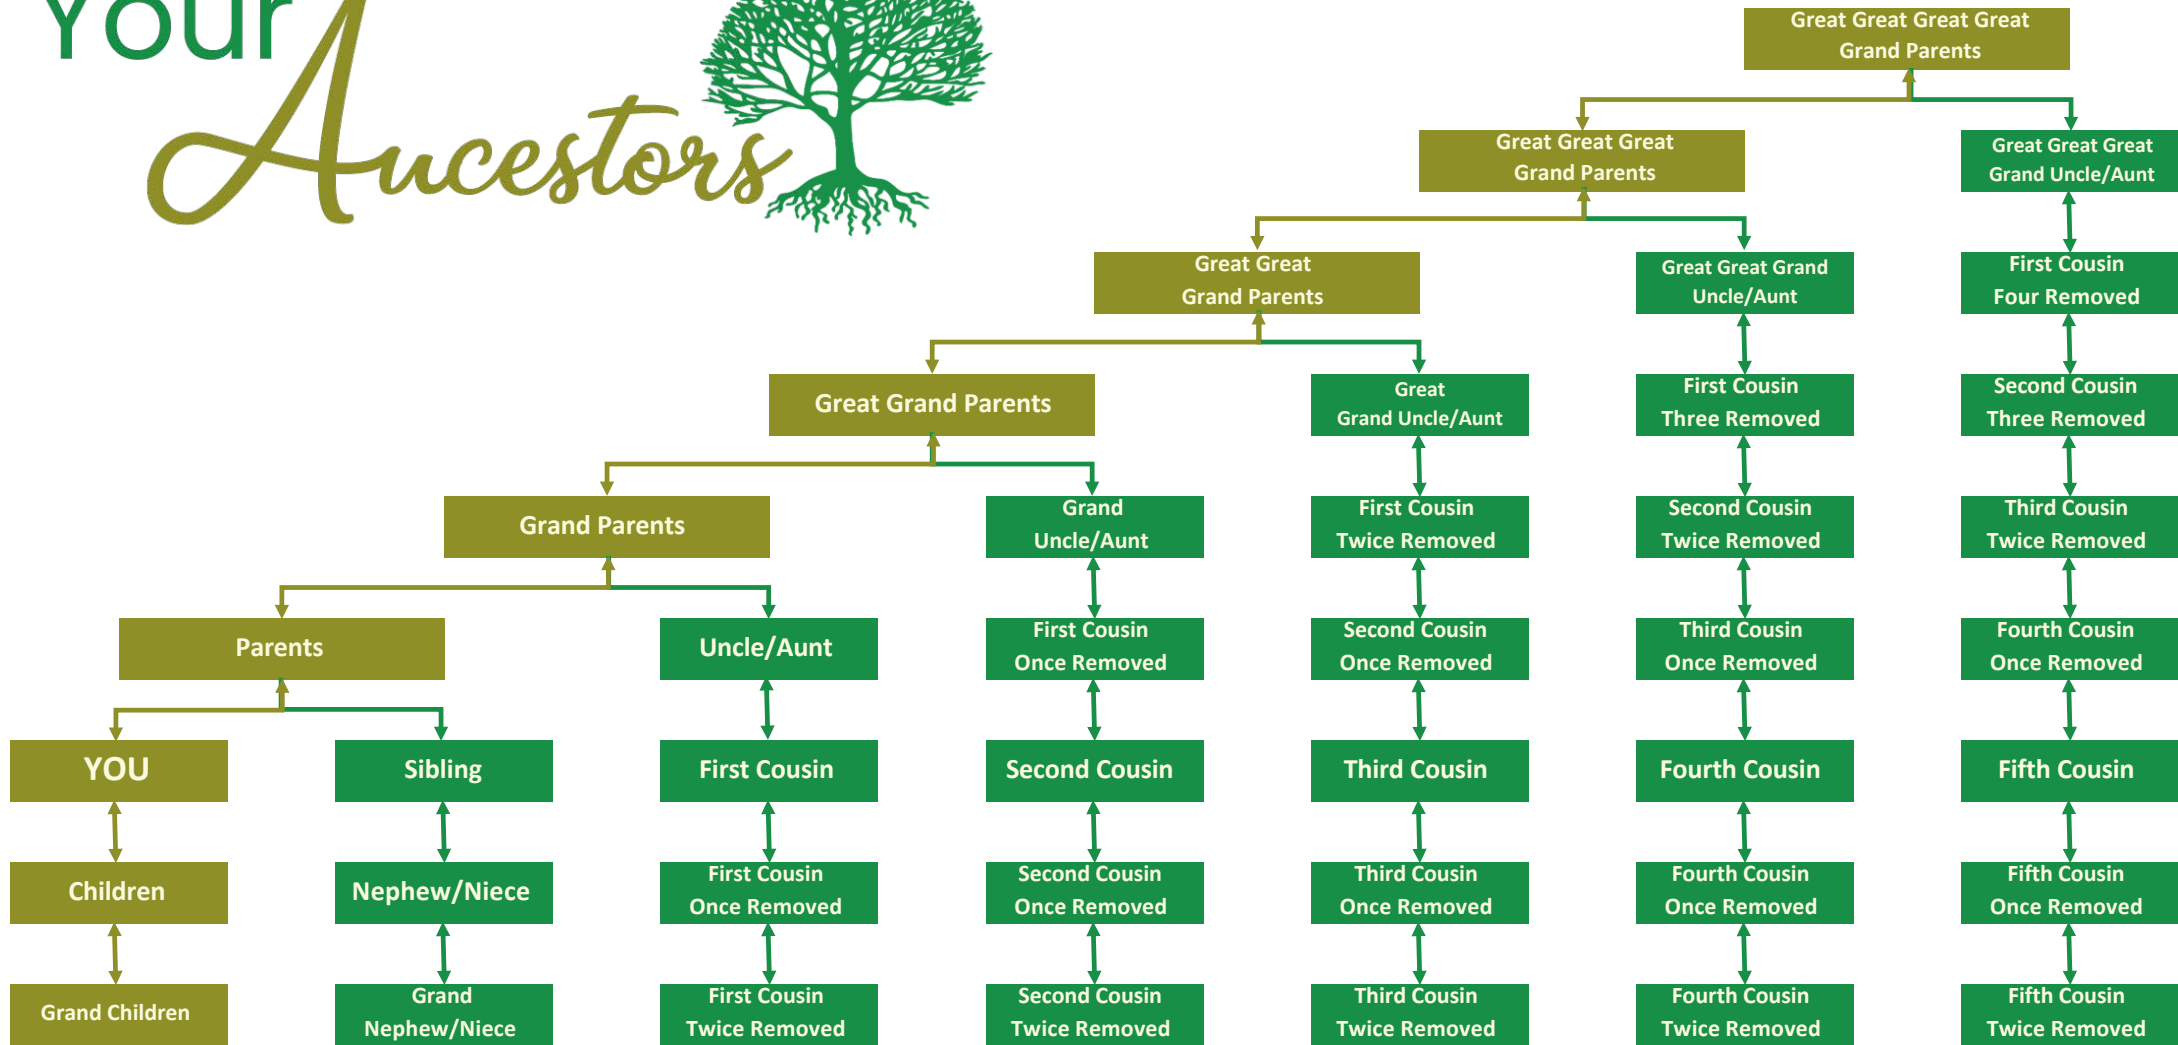 Your
Aucestors
Great Great Great Great
Grand Parents
Great Great Great
Grand Parents
Great Great Great
Grand Uncle/Aunt
Great Great
Grand Parents
Great Great Grand
Uncle/Aunt
First Cousin
Four Removed
Great Grand Parents
Great
Grand Uncle/Aunt
First Cousin
Three Removed
Second Cousin
Three Removed
Grand Parents
Grand
Uncle/Aunt
First Cousin
Twice Removed
Second Cousin
Twice Removed
Third Cousin
Twice Removed
Parents
Uncle/Aunt
First Cousin
Once Removed
Second Cousin
Once Removed
Third Cousin
Once Removed
Fourth Cousin
Once Removed
YOU
Sibling
First Cousin
Second Cousin
Third Cousin
Fourth Cousin
Fifth Cousin
Children
Nephew/Niece
First Cousin
Once Removed
Second Cousin
Once Removed
Third Cousin
Once Removed
Fourth Cousin
Once Removed
Fifth Cousin
Once Removed
Grand Children
Grand
Nephew/Niece
First Cousin
Twice Removed
Second Cousin
Twice Removed
Third Cousin
Twice Removed
Fourth Cousin
Twice Removed
Fifth Cousin
Twice Removed